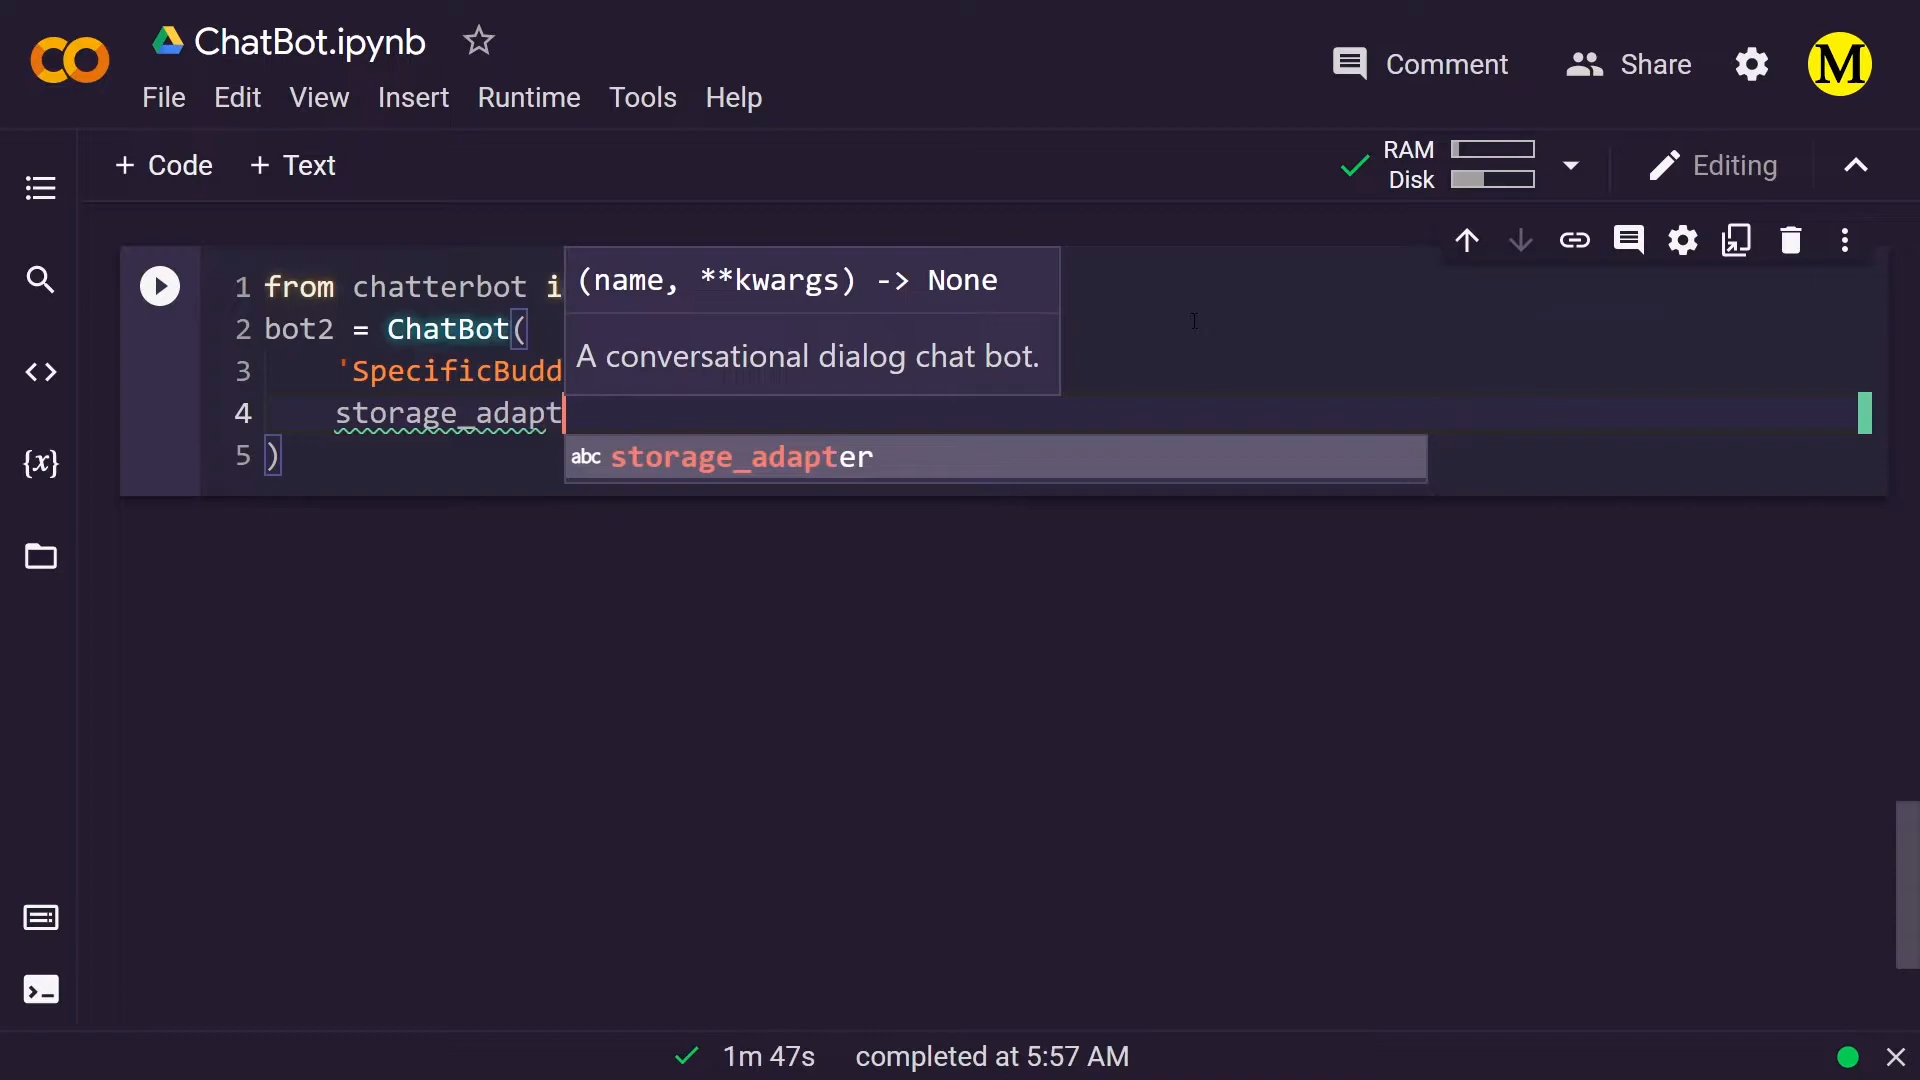 ChatBot.ipynb
Comment
Share
M
File Edit View Insert Runtime Tools Help
+ Code + Text
RAM
Disk
Editing
1 from chatterbot i
(name, **kwargs) -> None
2 bot2 = ChatBot(
A conversational dialog chat bot.
3 'SpecificBudd
4 storage_adapt
5 )
abc storage_adapter
{x}
1m 47s completed at 5:57 AM